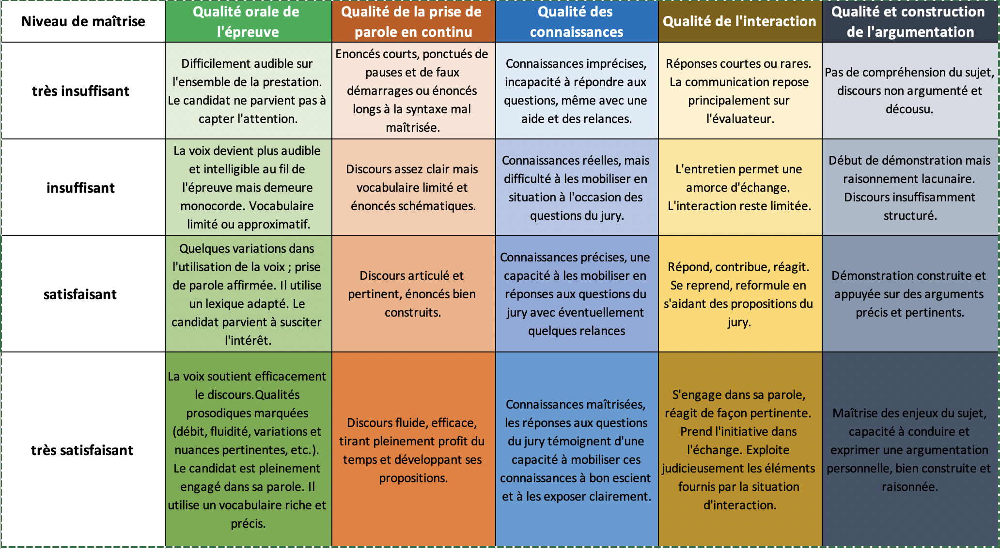 Niveau de maîtrise
Qualité orale de
l'épreuve
Qualité de la prise de
parole en continu
Qualité des
connaissances
Qualité de l'interaction
Qualité et construction
de l'argumentation
très insuffisant
Difficilement audible sur
l'ensemble de la prestation.
Le candidat ne parvient pas à
capter l'attention.
Enoncés courts, ponctués de
pauses et de faux
démarrages ou énoncés
longs à la syntaxe mal
maîtrisée.
Connaissances imprécises,
incapacité à répondre aux
questions, même avec une
aide et des relances.
Réponses courtes ou rares.
La communication repose
principalement sur
l'évaluateur.
Pas de compréhension du sujet,
discours non argumenté et
décousu.
insuffisant
La voix devient plus audible
et intelligible au fil de
l'épreuve mais demeure
monocorde. Vocabulaire
limité ou approximatif.
Discours assez clair mais
vocabulaire limité et
énoncés schématiques.
Connaissances réelles, mais
difficulté à les mobiliser en
situation à l'occasion des
questions du jury.
L'entretien permet une
amorce d'échange.
L'interaction reste limitée.
Début de démonstration mais
raisonnement lacunaire.
Discours insuffisamment
structuré.
satisfaisant
Quelques variations dans
l'utilisation de la voix ; prise
de parole affirmée. Il utilise
un lexique adapté. Le
candidat parvient à susciter
l'intérêt.
Discours articulé et
pertinent, énoncés bien
construits.
Connaissances précises, une
capacité à les mobiliser en
réponses aux questions du
jury avec éventuellement
quelques relances
Répond, contribue, réagit.
Se reprend, reformule en
s'aidant des propositions du
jury.
Démonstration construite et
appuyée sur des arguments
précis et pertinents.
très satisfaisant
La voix soutient efficacement
le discours.Qualités
prosodiques marquées
(débit, fluidité, variations et
nuances pertinentes, etc.).
Le candidat est pleinement
engagé dans sa parole. Il
utilise un vocabulaire riche et
précis.
Discours fluide, efficace,
tirant pleinement profit du
temps et développant ses
propositions.
Connaissances maîtrisées,
les réponses aux questions
du jury témoignent d'une
capacité à mobiliser ces
connaissances à bon escient
et à les exposer clairement.
S'engage dans sa parole,
réagit de façon pertinente.
Prend l'initiative dans
l'échange. Exploite
judicieusement les éléments
fournis par la situation
d'interaction.
Maîtrise des enjeux du sujet,
capacité à conduire et
exprimer une argumentation
personnelle, bien construite et
raisonnée.